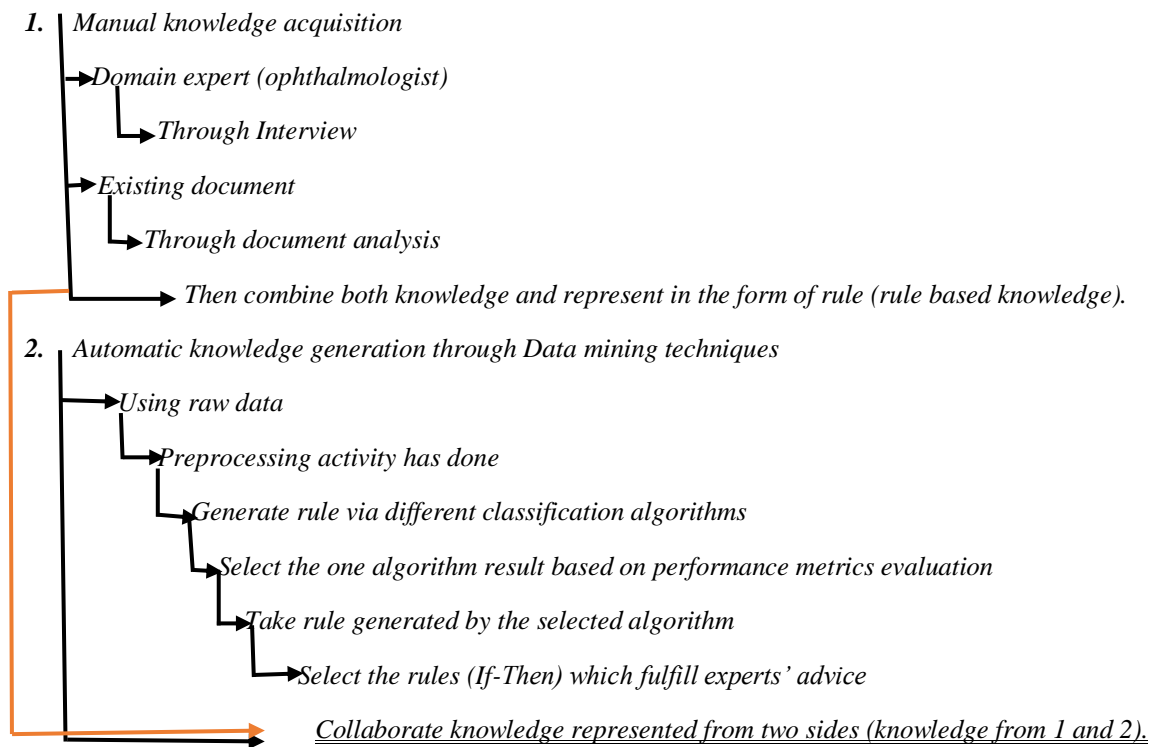 1. Manual knowledge acquisition
Domain expert (ophthalmologist)
Through Interview
Existing document
Through document analysis
Then combine both knowledge and represent in the form of rule (rule based knowledge).
2. Automatic knowledge generation through Data mining techniques
Using raw data
Preprocessing activity has done
Generate rule via different classification algorithms
Select the one algorithm result based on performance metrics evaluation
Take rule generated by the selected algorithm
Select the rules (If-Then) which fulfill experts’ advice
Collaborate knowledge represented from two sides (knowledge from 1 and 2).